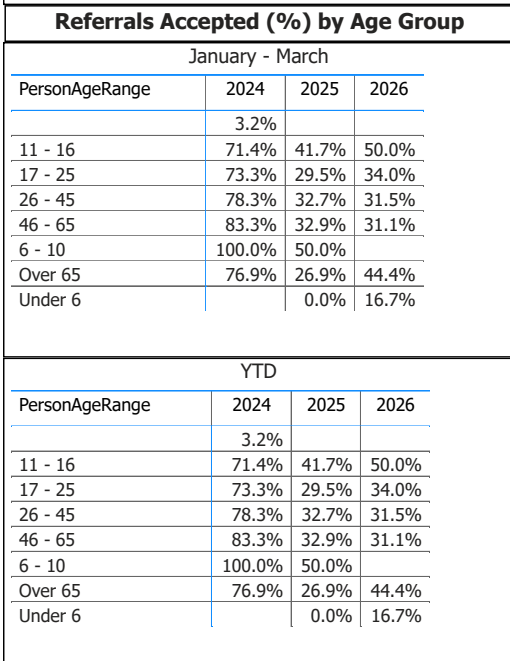 Referrals Accepted (%) by Age Group
January - March
PersonAgeRange 2024 2025 2026
3.2%
11 - 16 71.4% 41.7% 50.0%
17 - 25 73.3% 29.5% 34.0%
26 - 45 78.3% 32.7% 31.5%
46 - 65 83.3% 32.9% 31.1%
6 - 10 100.0% 50.0%
Over 65 76.9% 26.9% 44.4%
Under 6 0.0% 16.7%
YTD
PersonAgeRange 2024 2025 2026
3.2%
11 - 16 71.4% 41.7% 50.0%
17 - 25 73.3% 29.5% 34.0%
26 - 45 78.3% 32.7% 31.5%
46 - 65 83.3% 32.9% 31.1%
6 - 10 100.0% 50.0%
Over 65 76.9% 26.9% 44.4%
Under 6 0.0% 16.7%